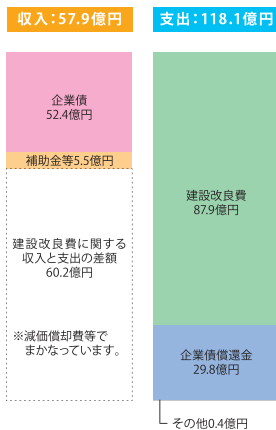 収入：57.9億円
企業債
52.4億円
補助金等5.5億円
建設改良費に関する
収入と支出の差額
60.2億円
※減価償却費等で
まかなっています。
支出：118.1億円
建設改良費
87.9億円
企業債償還金
29.8億円
その他0.4億円